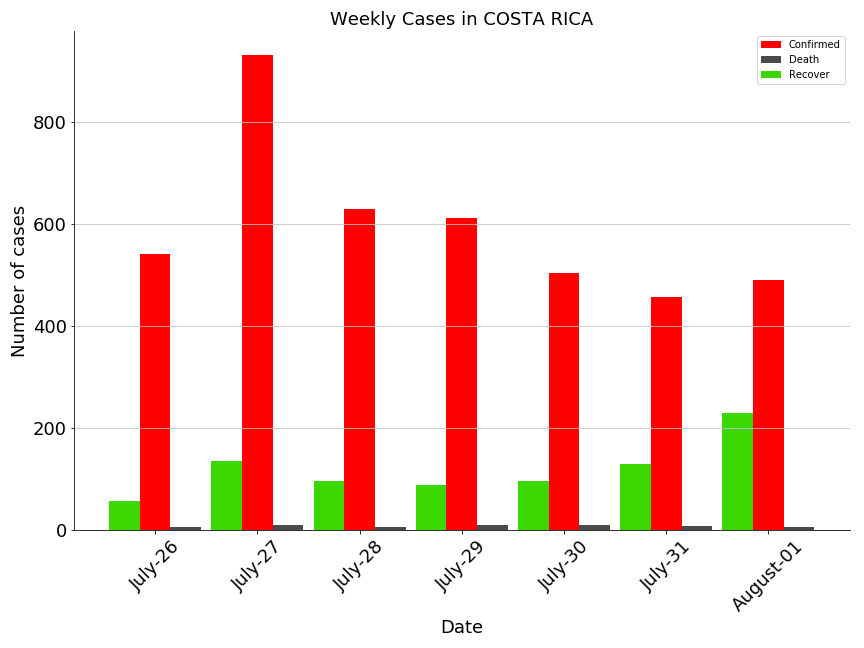 Weekly Cases in COSTA RICA
Confirmed
Death
Recover
Number of cases
800
600
400
200
0
July-26
July-27
July-28
July-29
July-30
July-31
August-01
Date